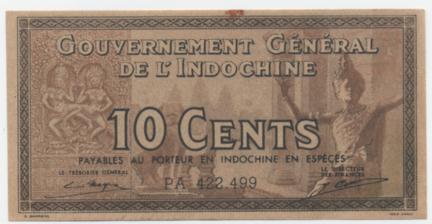 GOUVERNEMENT GÉNÉRAL
DE L'INDOCHINE
10 CENTS
PAYABLES AU PORTEUR EN INDOCHINE EN ESPÈCES
LE TRÉSORIER GÉNÉRAL
LE DIRECTEUR
DES FINANCES
PA 422,499